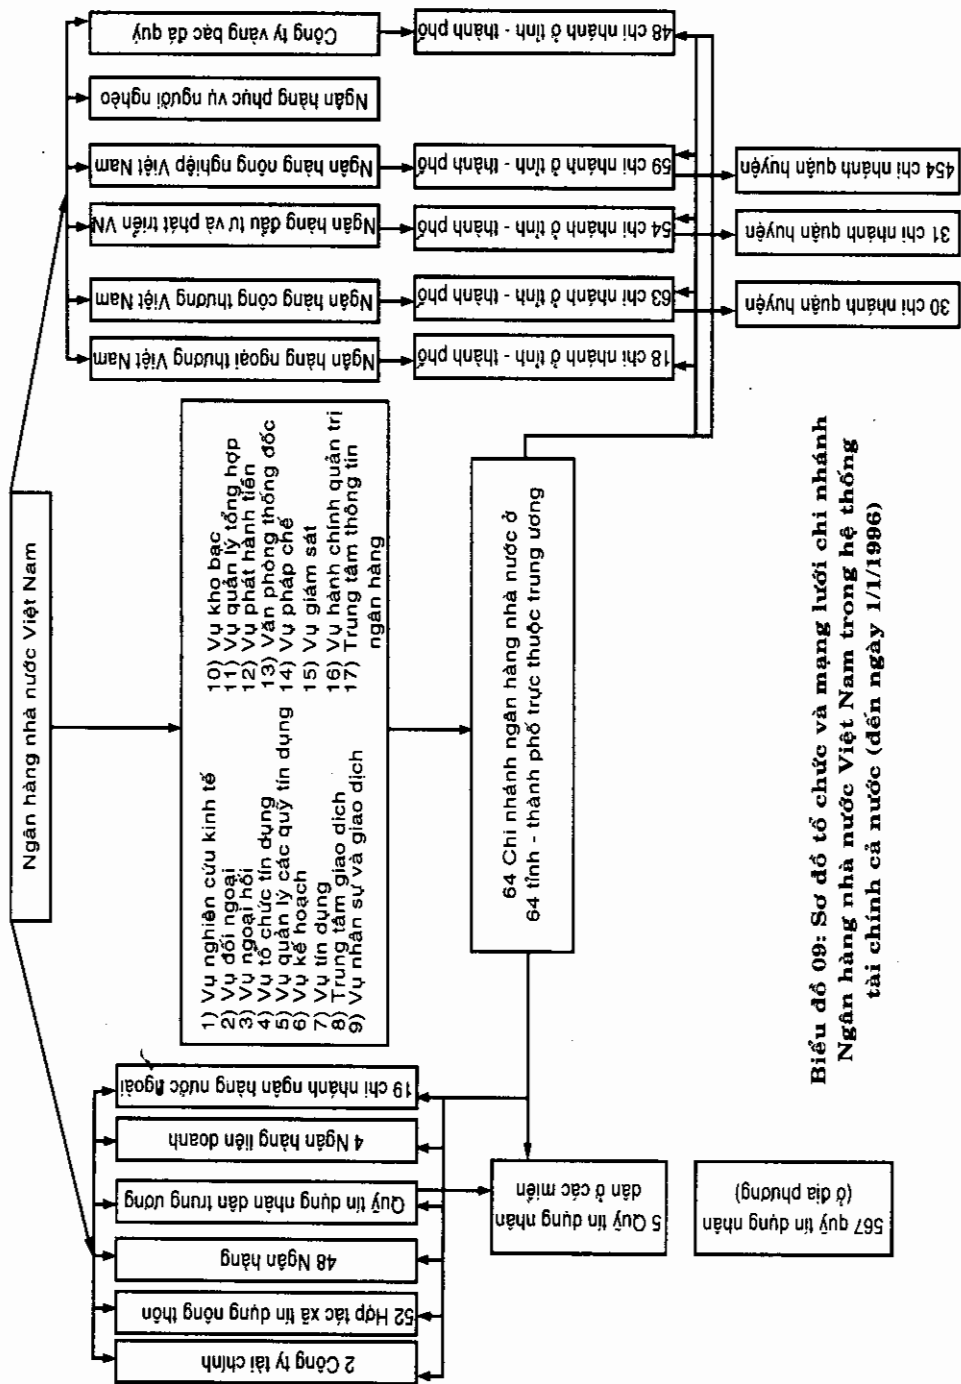 Ngân hàng nhà nước Việt Nam
2 Công ty tài chính
52 Hợp tác xã tín dụng nông thôn
48 Ngân hàng
Quỹ tín dụng nhân dân trung ương
4 Ngân hàng liên doanh
19 chi nhánh ngân hàng nước ngoài
1) Vụ nghiên cứu kinh tế
2) Vụ đối ngoại
3) Vụ ngoại hối
4) Vụ tổ chức tín dụng
5) Vụ quản lý các quỹ tín dụng
6) Vụ kế hoạch
7) Vụ tín dụng
8) Trung tâm giao dịch
9) Vụ nhân sự và giao dịch
10) Vụ kho bạc
11) Vụ quản lý tổng hợp
12) Vụ phát hành tiền
13) Văn phòng thống đốc
14) Vụ pháp chế
15) Vụ giám sát
16) Vụ hành chính quản trị
17) Trung tâm thông tin
ngân hàng
Ngân hàng ngoại thương Việt Nam
Ngân hàng công thương Việt Nam
Ngân hàng đầu tư và phát triển VN
Ngân hàng nông nghiệp Việt Nam
Ngân hàng phục vụ người nghèo
Công ty vàng bạc đá quý
18 chi nhánh ở tỉnh - thành phố
63 chi nhánh ở tỉnh - thành phố
54 chi nhánh ở tỉnh - thành phố
59 chi nhánh ở tỉnh - thành phố
48 chi nhánh ở tỉnh - thành phố
64 Chi nhánh ngân hàng nhà nước ở
64 tỉnh - thành phố trực thuộc trung ương
5 Quỹ tín dụng nhân
dân ở các miền
567 quỹ tín dụng nhân
(ở địa phương)
30 chi nhánh quận huyện
31 chi nhánh quận huyện
454 chi nhánh quận huyện
Biểu đồ 09: Sơ đồ tổ chức và mạng lưới chi nhánh
Ngân hàng nhà nước Việt Nam trong hệ thống
tài chính cả nước (đến ngày 1/1/1996)